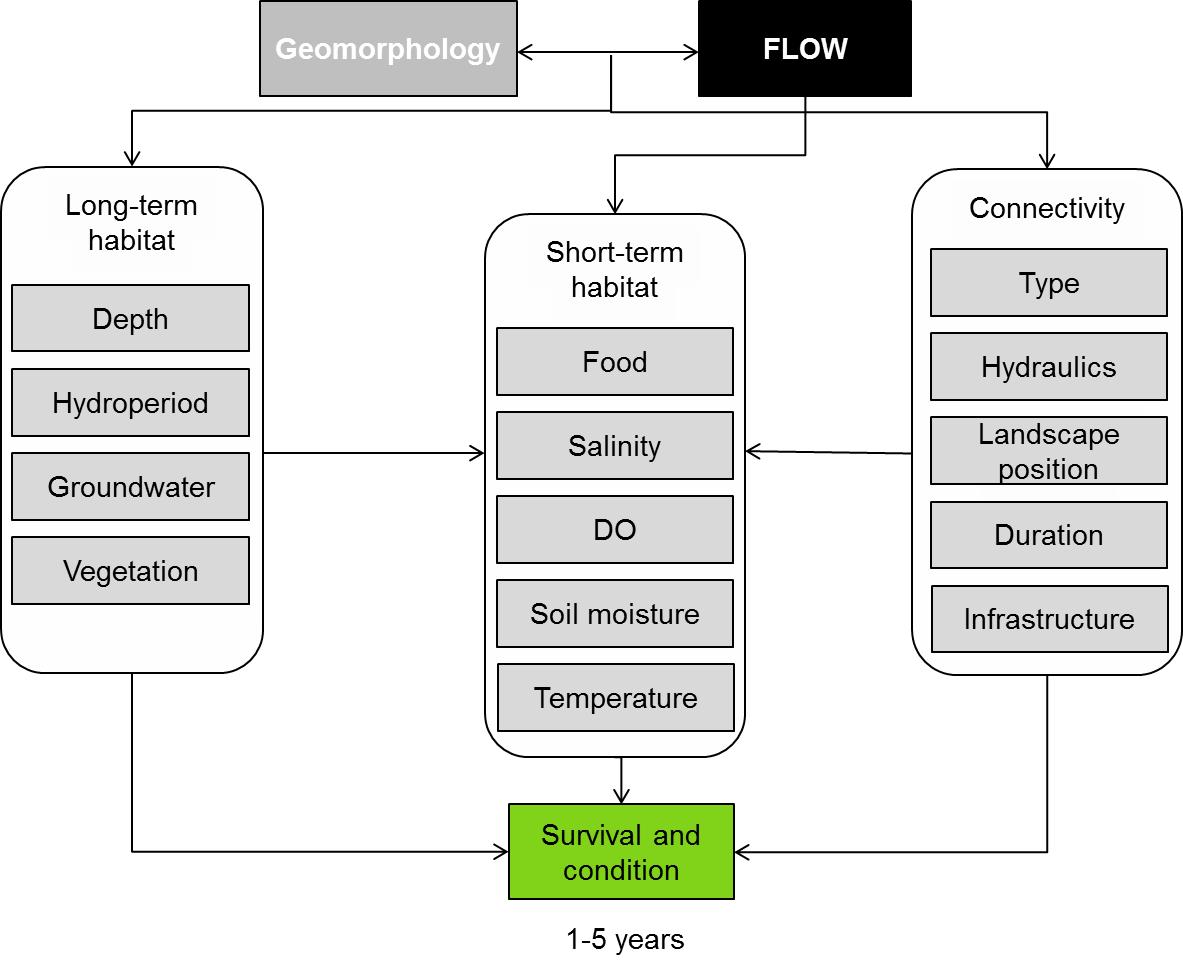 Geomorphology
FLOW
Long-term
habitat
Depth
Hydroperiod
Groundwater
Vegetation
Short-term
habitat
Food
Salinity
DO
Soil moisture
Temperature
Connectivity
Type
Hydraulics
Landscape
position
Duration
Infrastructure
Survival and
condition
1-5 years